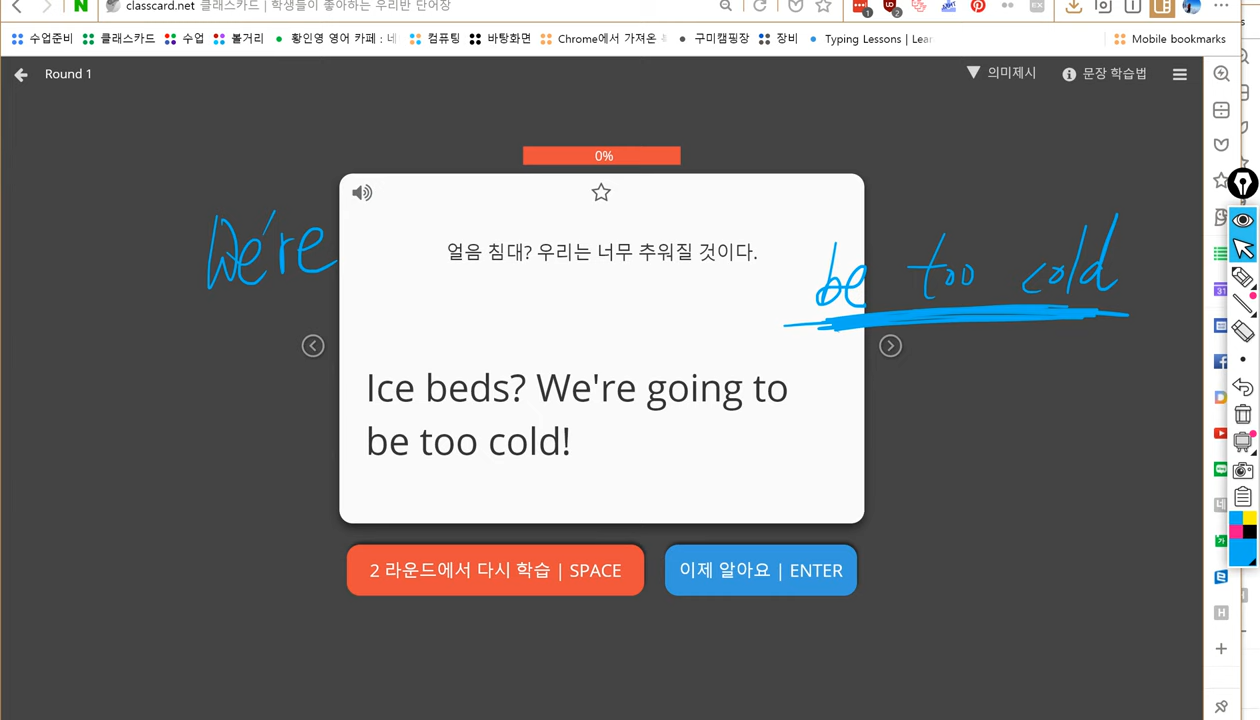 classcard.net 클래스카드 | 학생들이 좋아하는 우리반 단어장
수업준비 클래스카드 수업 볼거리 황인영 영어 카페 : 네 컴퓨팅 바탕화면 Chrome에서 가져온 구미캠핑장 장비 Typing Lessons | Lear Mobile bookmarks
Round 1 의미제시 문장 학습법
0%
We're
얼음 침대? 우리는 너무 추워질 것이다.
be too cold
Ice beds? We're going to
be too cold!
2 라운드에서 다시 학습 | SPACE 이제 알아요 | ENTER